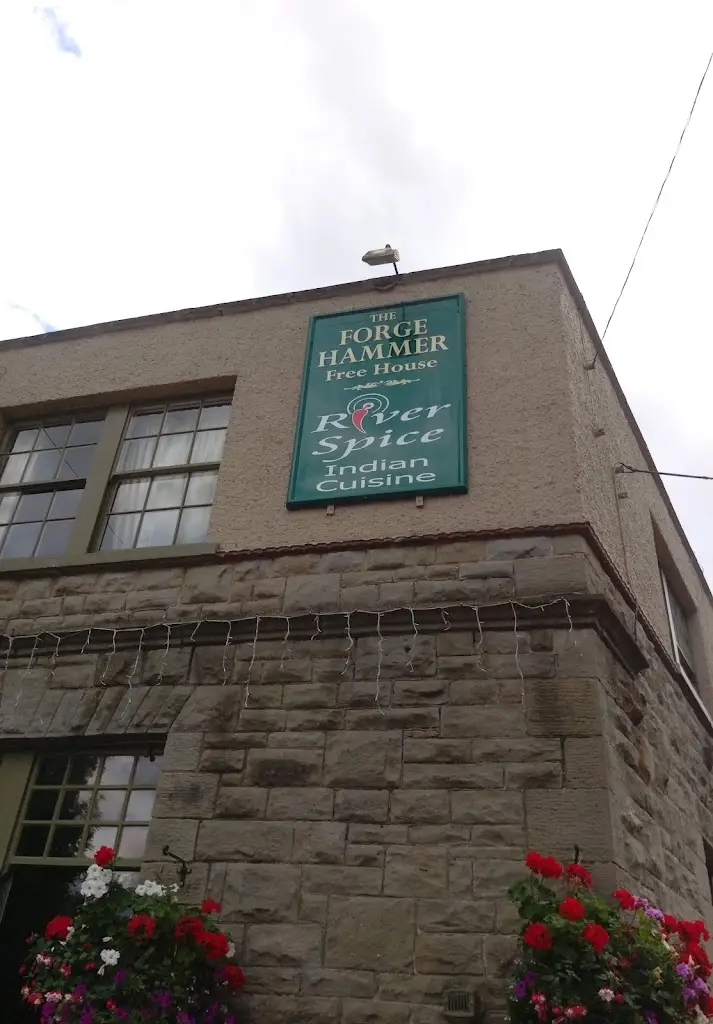 THE
FORGE
HAMMER
Free House
River
Spice
Indian
Cuisine